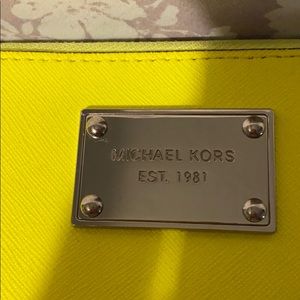 MICHAEL KORS
EST. 1981